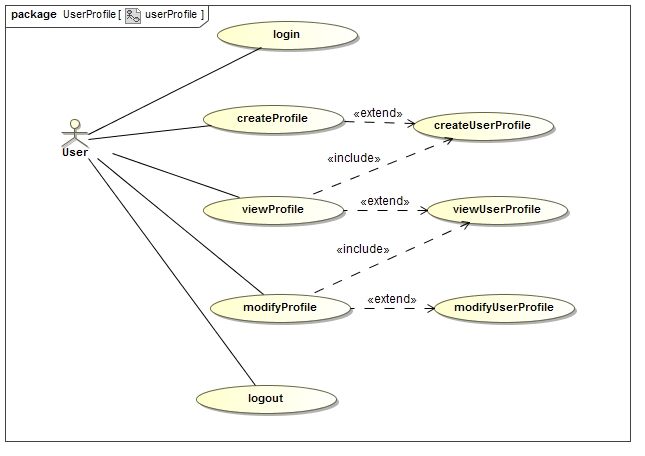 package UserProfile[ userProfile ]
login
createProfile
«extend»
createUserProfile
User
«include»
viewProfile
«extend»
viewUserProfile
«include»
modifyProfile
«extend»
modifyUserProfile
logout